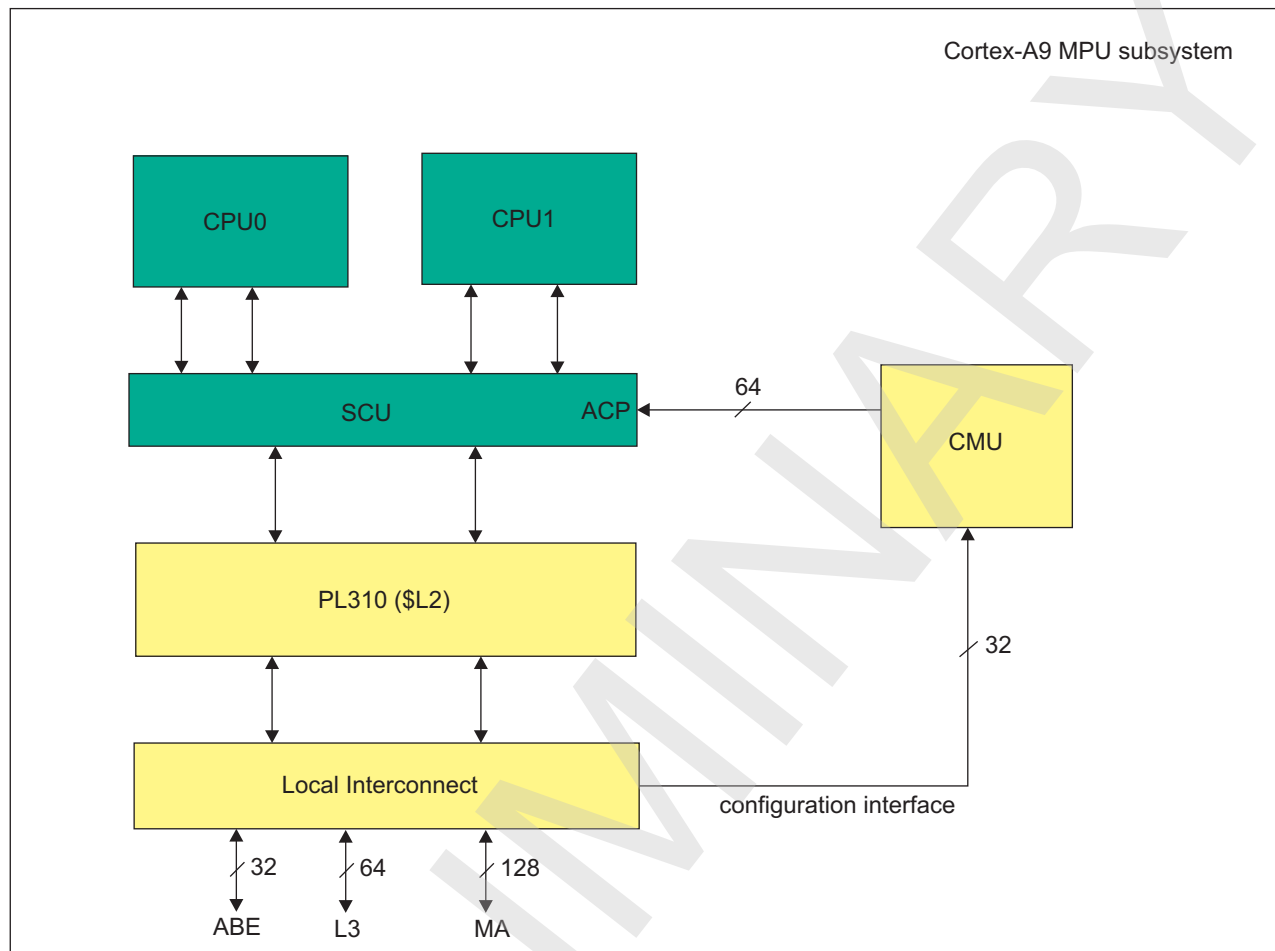 Cortex-A9 MPU subsystem
CPU0
CPU1
SCU
ACP
64
CMU
PL310 ($L2)
32
Local Interconnect
configuration interface
32
64
128
ABE
L3
MA
IMINARY